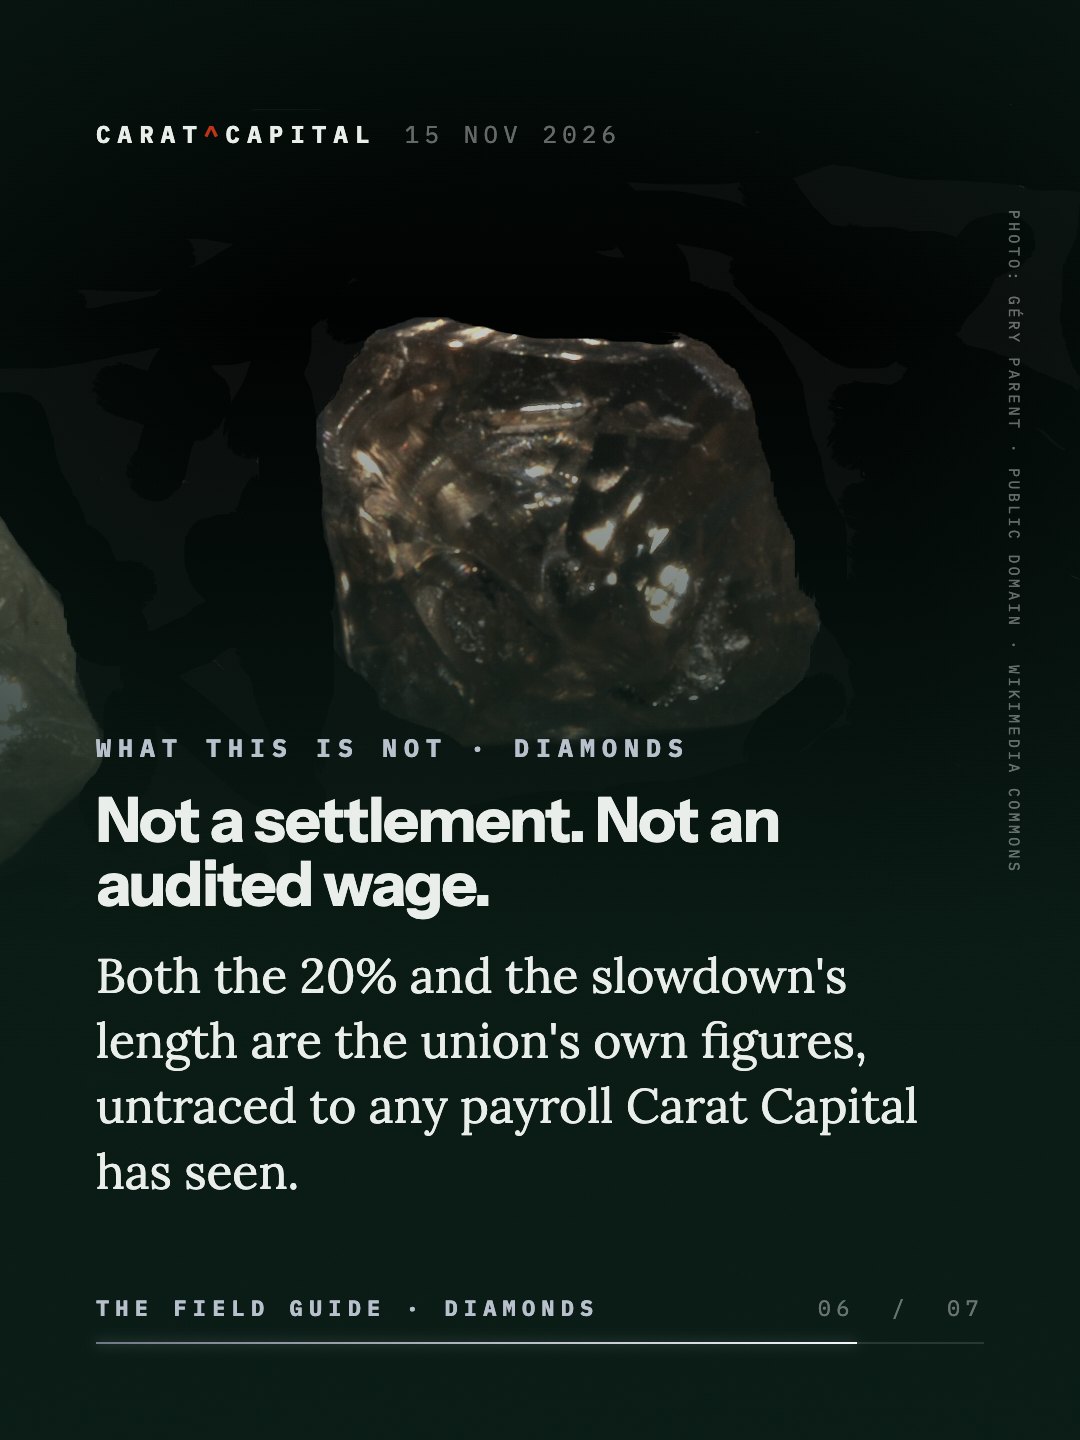 CARAT^CAPITAL 15 NOV 2026
PHOTO: GÉRY PARENT · PUBLIC DOMAIN · WIKIMEDIA COMMONS
WHAT THIS IS NOT · DIAMONDS
Not a settlement. Not an
audited wage.
Both the 20% and the slowdown's
length are the union's own figures,
untraced to any payroll Carat Capital
has seen.
THE FIELD GUIDE · DIAMONDS 06 / 07